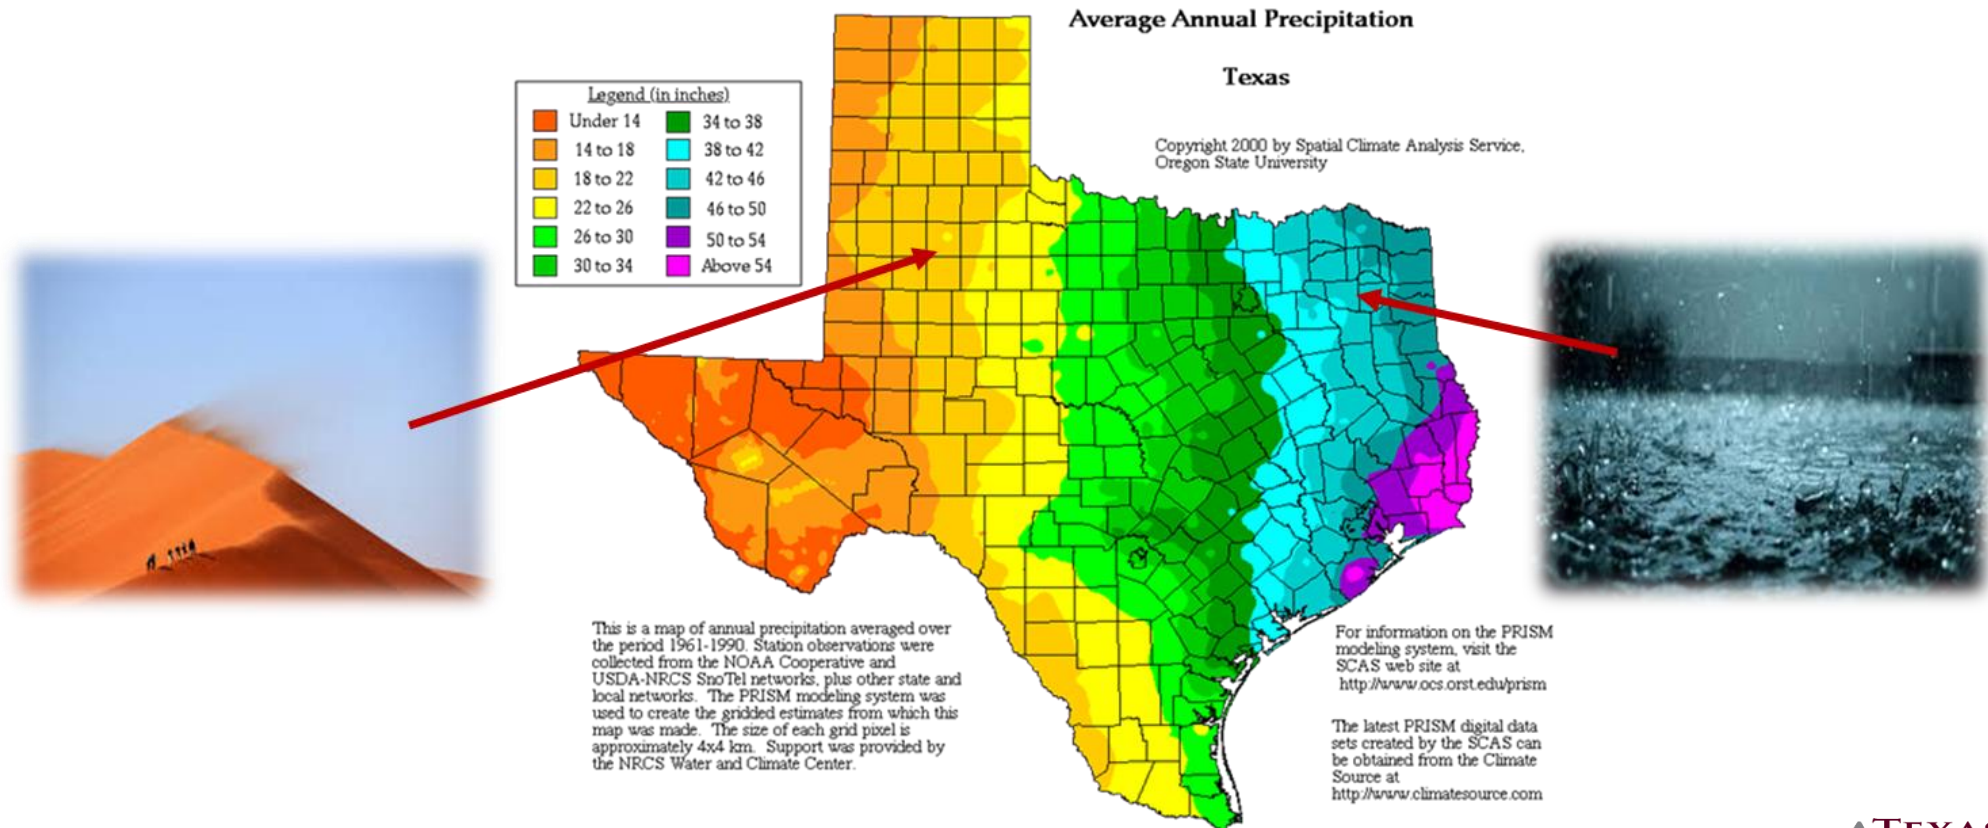 Average Annual Precipitation
Texas
Legend (in inches)
Under 14
14 to 18
18 to 22
22 to 26
26 to 30
30 to 34
34 to 38
38 to 42
42 to 46
46 to 50
50 to 54
Above 54
Copyright 2000 by Spatial Climate Analysis Service,
Oregon State University
This is a map of annual precipitation averaged over
the period 1961-1990. Station observations were
collected from the NOAA Cooperative and
USDA-NRCS SnoTel networks, plus other state and
local networks. The PRISM modeling system was
used to create the gridded estimates from which this
map was made. The size of each grid pixel is
approximately 4x4 km. Support was provided by
the NRCS Water and Climate Center.
For information on the PRISM
modeling system, visit the
SCAS web site at
http://www.ocs.orst.edu/prism
The latest PRISM digital data
sets created by the SCAS can
be obtained from the Climate
Source at
http://www.climatesource.com